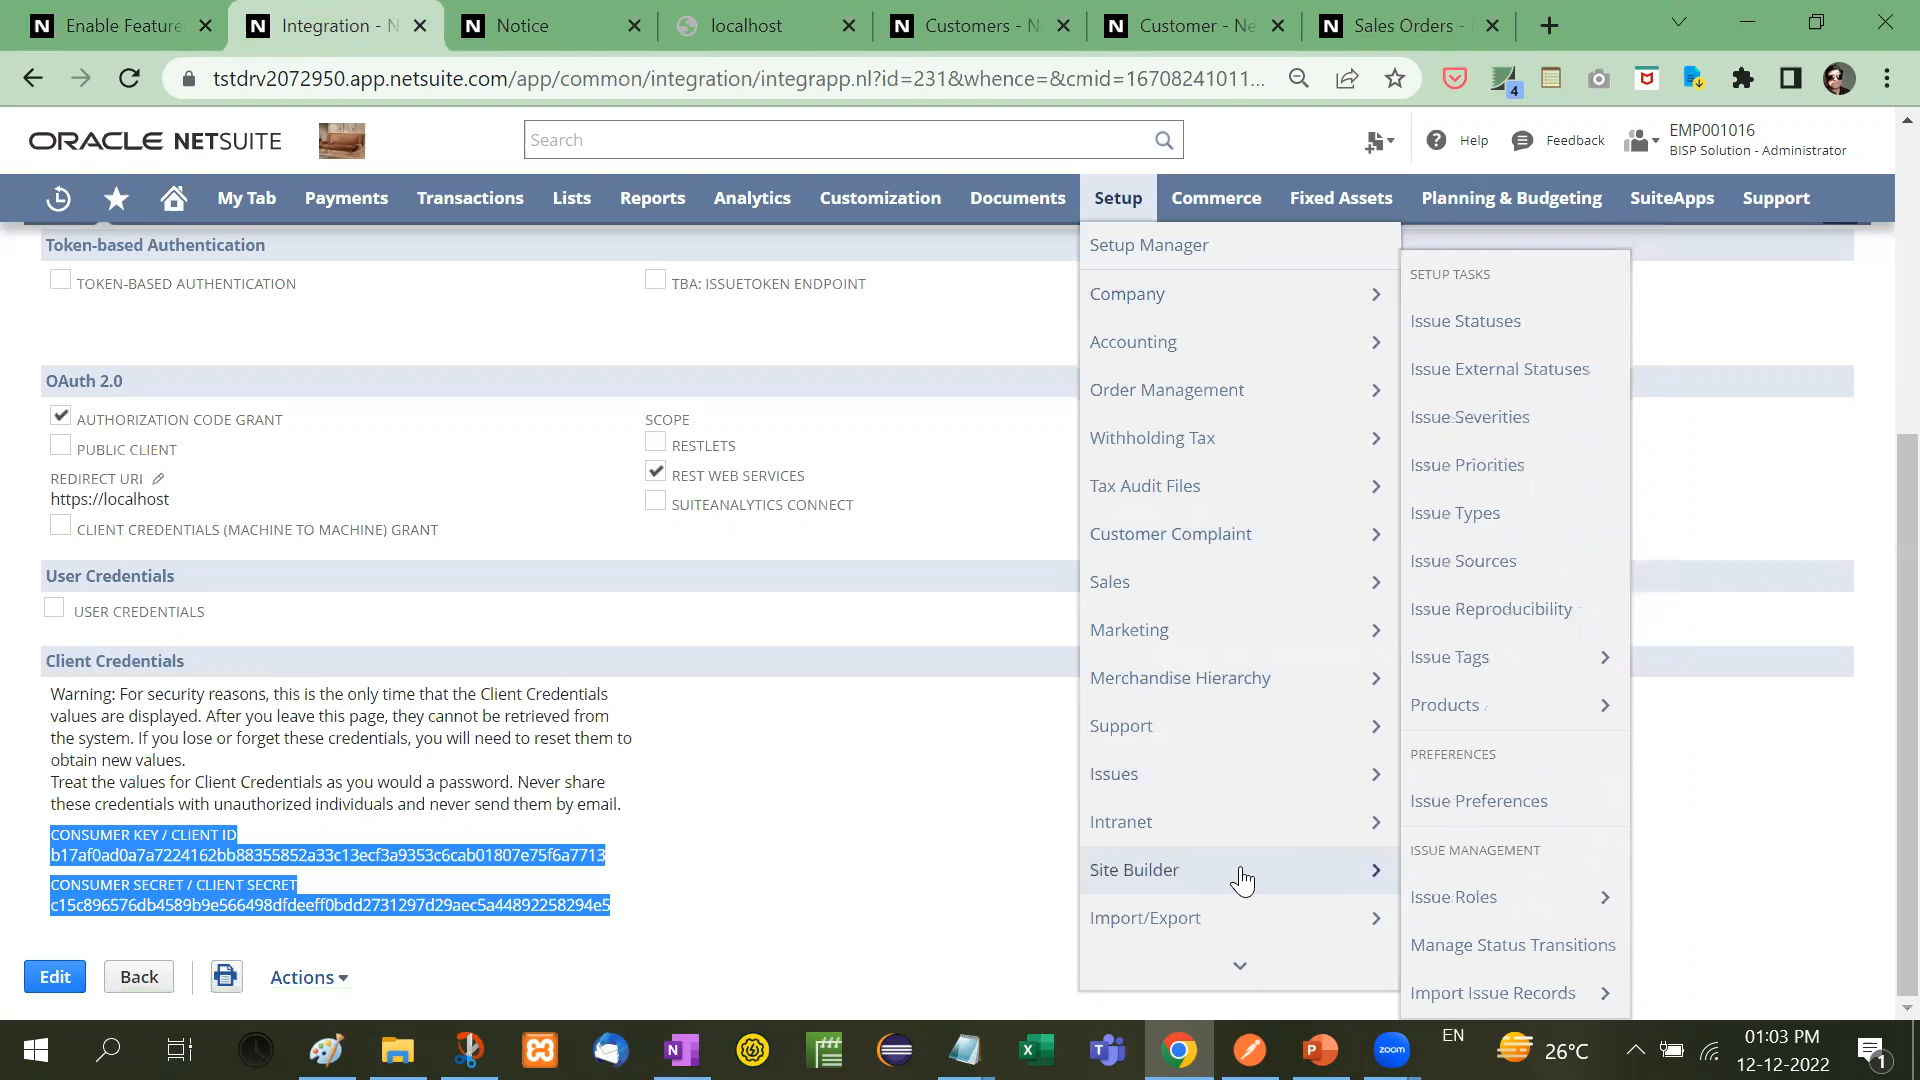 Enable Feature
Integration - N
Notice
localhost
Customers - N
Customer - Ne
Sales Orders -
tstdrv2072950.app.netsuite.com/app/common/integration/integrapp.nl?id=231&whence=&cmid=16708241011...
4
ORACLE NETSUITE
Search
Help
Feedback
EMP001016
BISP Solution - Administrator
My Tab
Payments
Transactions
Lists
Reports
Analytics
Customization
Documents
Setup
Commerce
Fixed Assets
Planning & Budgeting
SuiteApps
Support
Token-based Authentication
TOKEN-BASED AUTHENTICATION
TBA: ISSUETOKEN ENDPOINT
OAuth 2.0
AUTHORIZATION CODE GRANT
PUBLIC CLIENT
REDIRECT URI
https://localhost
CLIENT CREDENTIALS (MACHINE TO MACHINE) GRANT
SCOPE
RESTLETS
REST WEB SERVICES
SUITEANALYTICS CONNECT
User Credentials
USER CREDENTIALS
Client Credentials
Warning: For security reasons, this is the only time that the Client Credentials
values are displayed. After you leave this page, they cannot be retrieved from
the system. If you lose or forget these credentials, you will need to reset them to
obtain new values.
Treat the values for Client Credentials as you would a password. Never share
these credentials with unauthorized individuals and never send them by email.
CONSUMER KEY / CLIENT ID
b17af0ad0a7a7224162bb88355852a33c13ecf3a9353c6cab01807e75f6a7713
CONSUMER SECRET / CLIENT SECRET
c15c896576db4589b9e566498dfdeeff0bdd2731297d29aec5a44892258294e5
Edit
Back
Actions
Setup Manager
Company
Accounting
Order Management
Withholding Tax
Tax Audit Files
Customer Complaint
Sales
Marketing
Merchandise Hierarchy
Support
Issues
Intranet
Site Builder
Import/Export
SETUP TASKS
Issue Statuses
Issue External Statuses
Issue Severities
Issue Priorities
Issue Types
Issue Sources
Issue Reproducibility
Issue Tags
Products
PREFERENCES
Issue Preferences
ISSUE MANAGEMENT
Issue Roles
Manage Status Transitions
Import Issue Records
zoom
EN
26°C
01:03 PM
12-12-2022
1